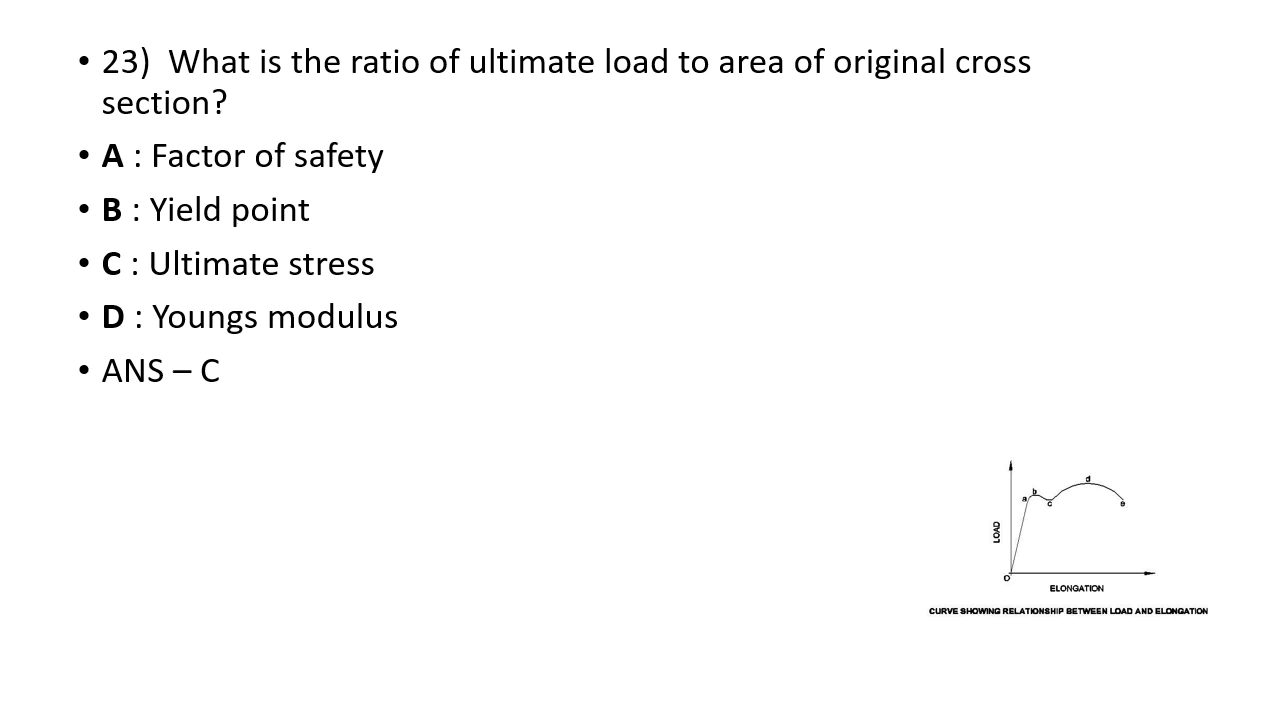 • 23)  What is the ratio of ultimate load to area of original cross
section?
• A : Factor of safety
• B : Yield point
• C : Ultimate stress
• D : Youngs modulus
• ANS – C
d
b
a
c
e
LOAD
O
ELONGATION
CURVE SHOWING RELATIONSHIP BETWEEN LOAD AND ELONGATION